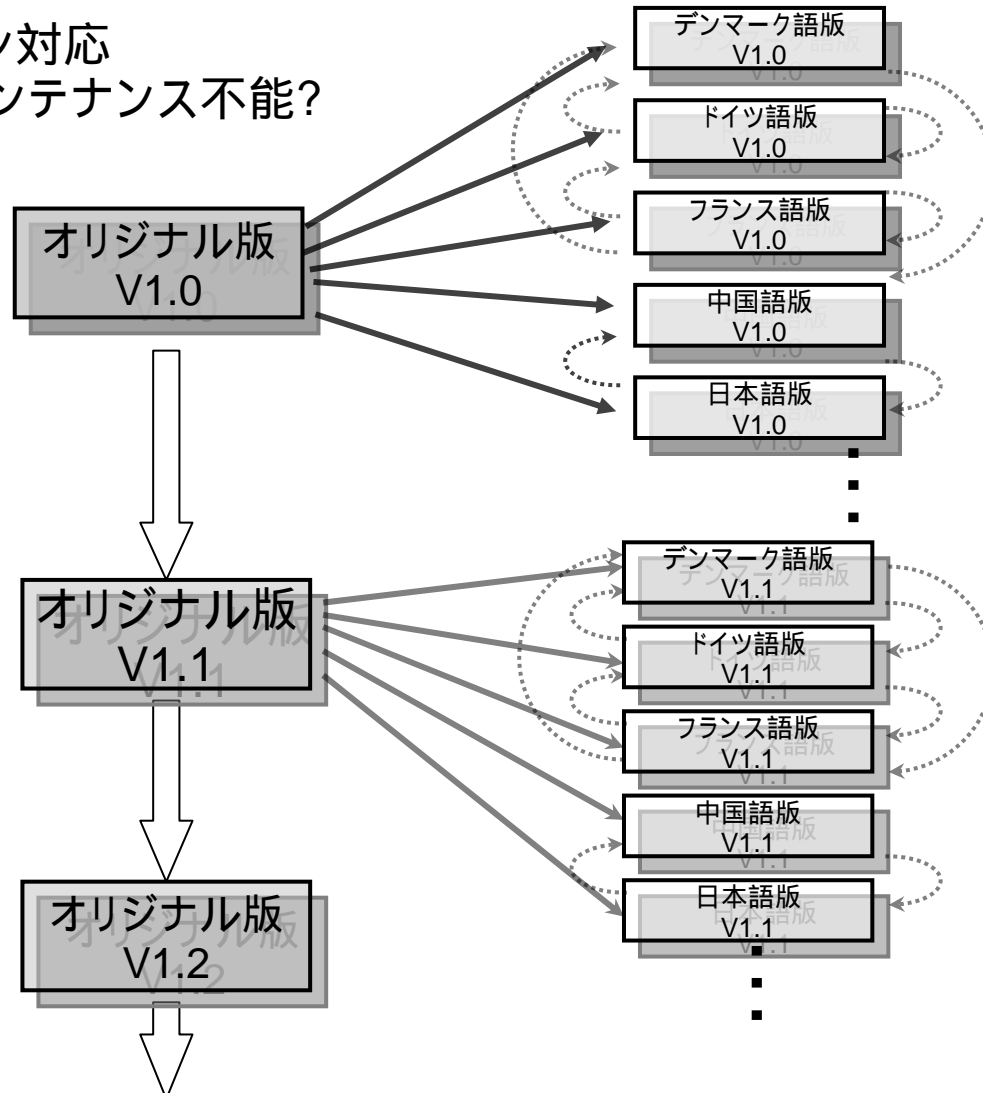 ン対応
ンテナンス不能?
オリジナル版
V1.0
デンマーク語版
V1.0
ドイツ語版
V1.0
フランス語版
V1.0
中国語版
V1.0
日本語版
V1.0
オリジナル版
V1.1
デンマーク語版
V1.1
ドイツ語版
V1.1
フランス語版
V1.1
中国語版
V1.1
日本語版
V1.1
オリジナル版
V1.2